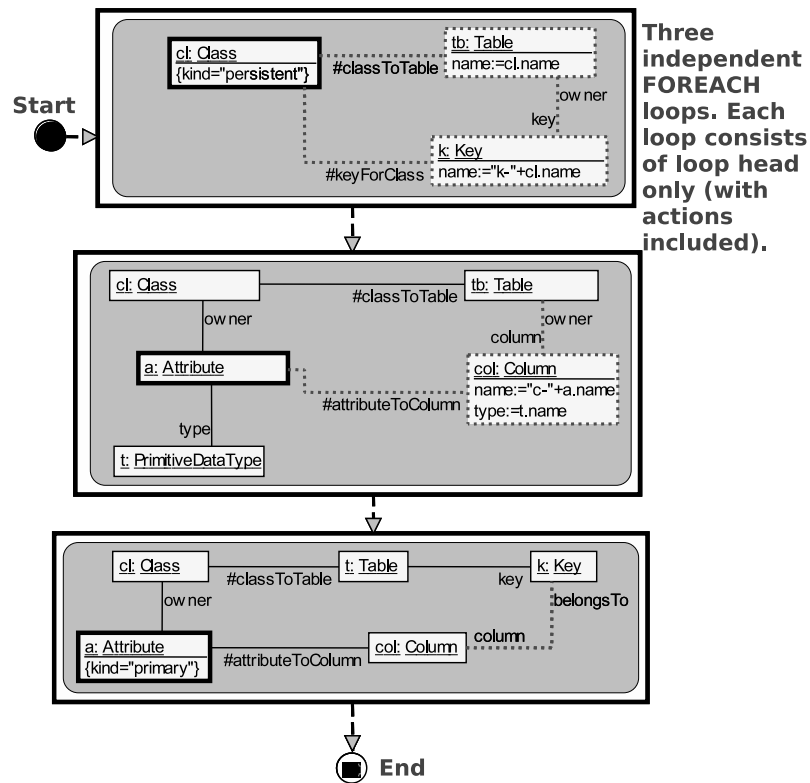 Three
independent
FOREACH
loops. Each
loop consists
of loop head
only (with
actions
included).
Start
cl: Class
{kind="persistent"}
#classToTable
tb: Table
name:=cl.name
owner
key
k: Key
name:="k-"+cl.name
#keyForClass
cl: Class
#classToTable
tb: Table
owner
owner
column
a: Attribute
col: Column
name:="c-"+a.name
type:=t.name
#attributeToColumn
type
t: PrimitiveDataType
cl: Class
#classToTable
t: Table
key
k: Key
owner
belongsTo
a: Attribute
{kind="primary"}
#attributeToColumn
col: Column
column
End